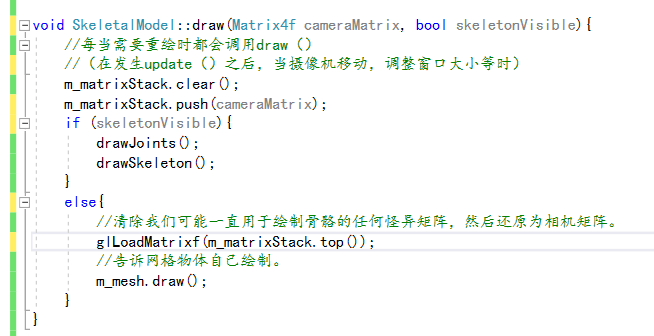 void SkeletalModel::draw(Matrix4f cameraMatrix, bool skeletonVisible){
//每当需要重绘时都会调用draw（）
//（在发生update（）之后，当摄像机移动，调整窗口大小等时）
m_matrixStack.clear();
m_matrixStack.push(cameraMatrix);
if (skeletonVisible){
drawJoints();
drawSkeleton();
}
else{
//清除我们可能一直用于绘制骨骼的任何怪异矩阵，然后还原为相机矩阵。
glLoadMatrixf(m_matrixStack.top());
//告诉网格物体自己绘制。
m_mesh.draw();
}
}